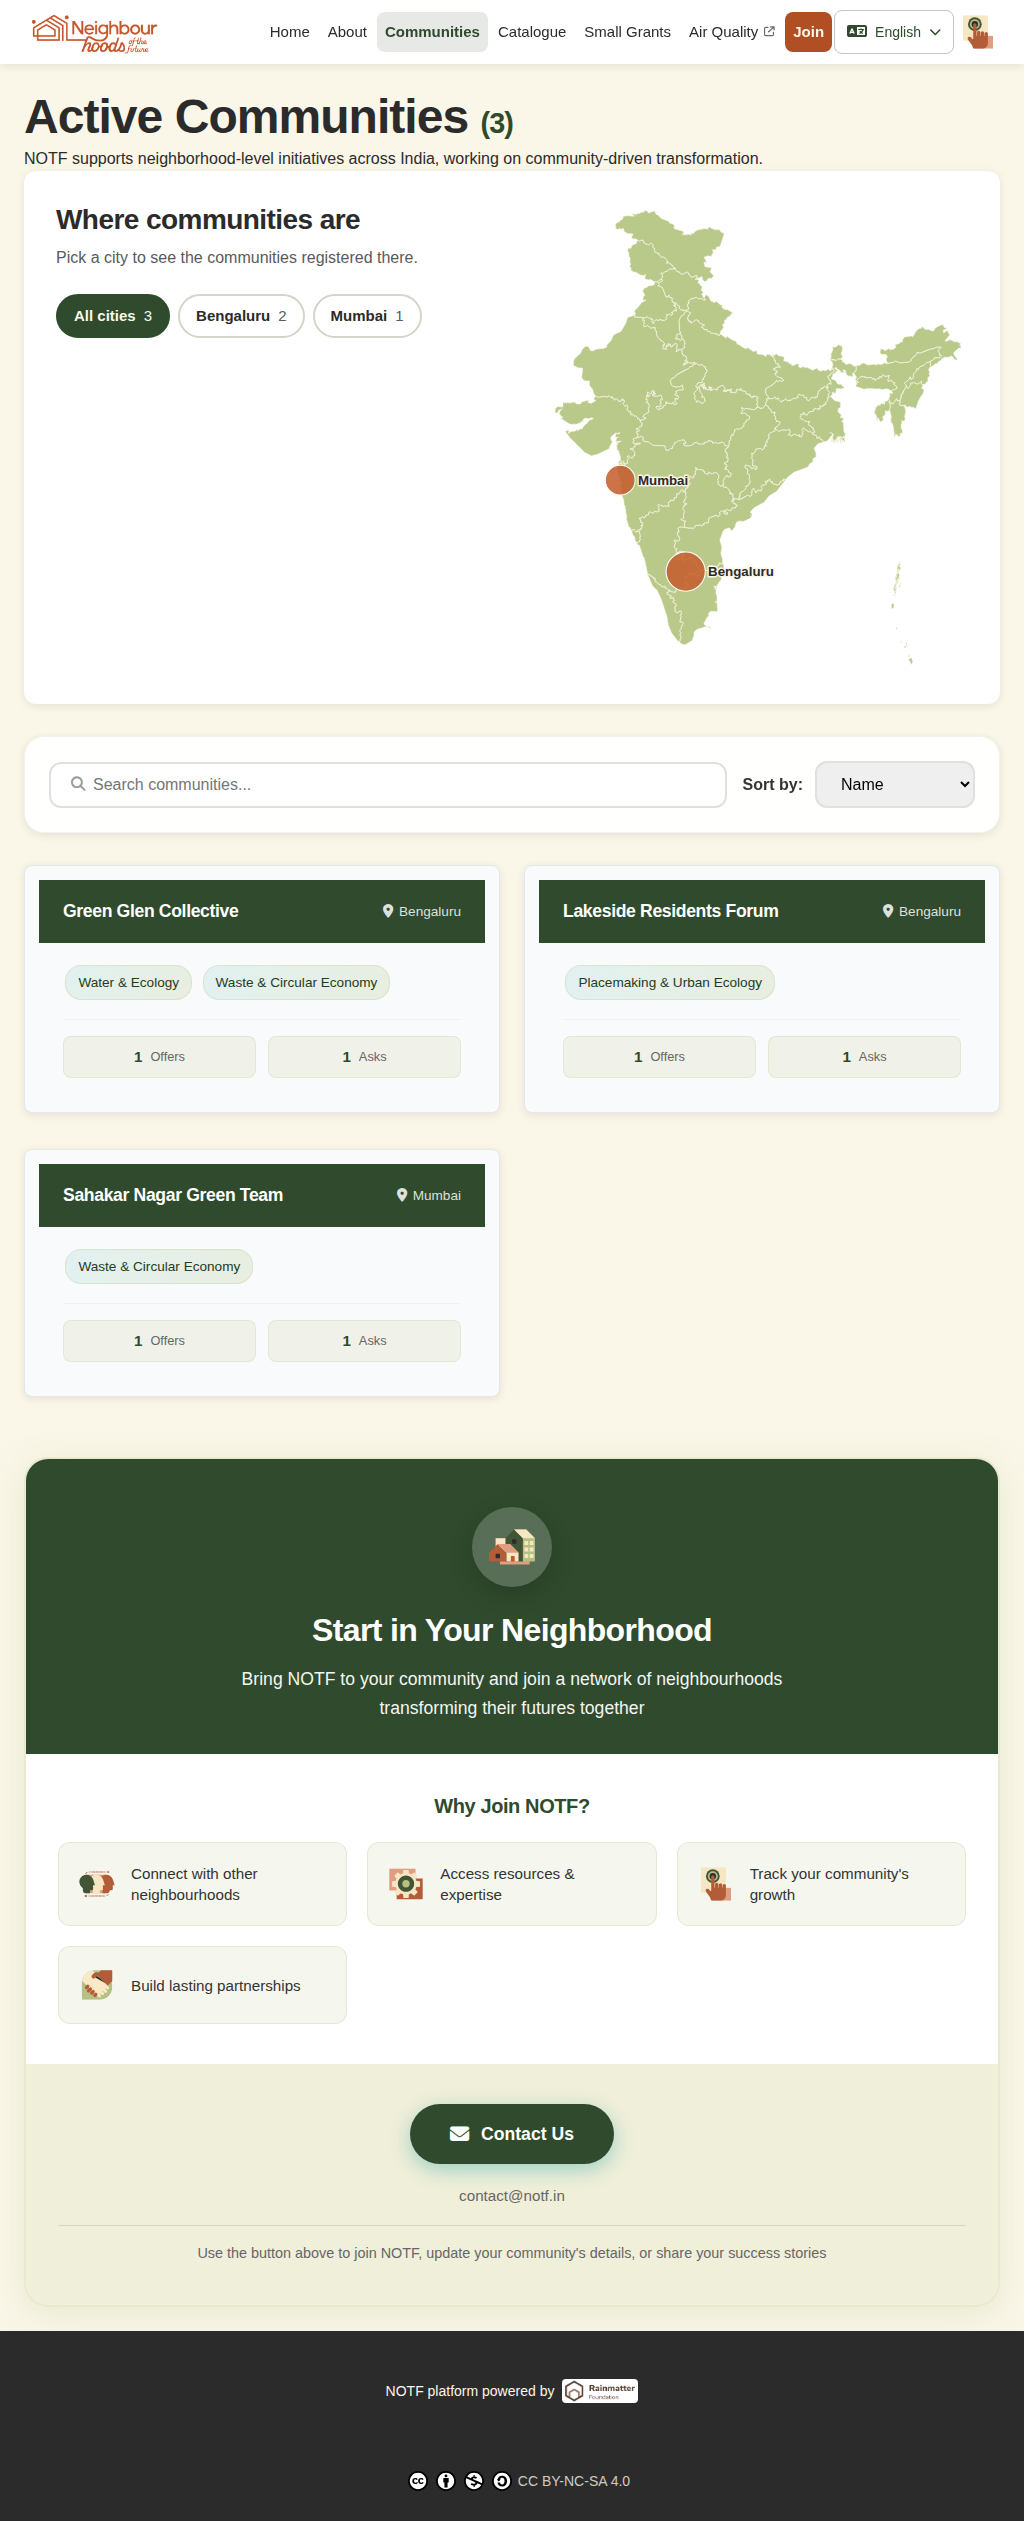 Neighbour
hoods of the future
Home About Communities Catalogue Small Grants Air Quality Join English
Active Communities (3)
NOTF supports neighborhood-level initiatives across India, working on community-driven transformation.
Where communities are
Pick a city to see the communities registered there.
All cities 3 Bengaluru 2 Mumbai 1
Mumbai
Bengaluru
Search communities... Sort by: Name
Green Glen Collective Bengaluru
Water & Ecology Waste & Circular Economy
1 Offers 1 Asks
Lakeside Residents Forum Bengaluru
Placemaking & Urban Ecology
1 Offers 1 Asks
Sahakar Nagar Green Team Mumbai
Waste & Circular Economy
1 Offers 1 Asks
Start in Your Neighborhood
Bring NOTF to your community and join a network of neighbourhoods
transforming their futures together
Why Join NOTF?
Connect with other
neighbourhoods
Access resources &
expertise
Track your community's
growth
Build lasting partnerships
Contact Us
contact@notf.in
Use the button above to join NOTF, update your community's details, or share your success stories
NOTF platform powered by Rainmatter
Foundation
CC BY-NC-SA 4.0